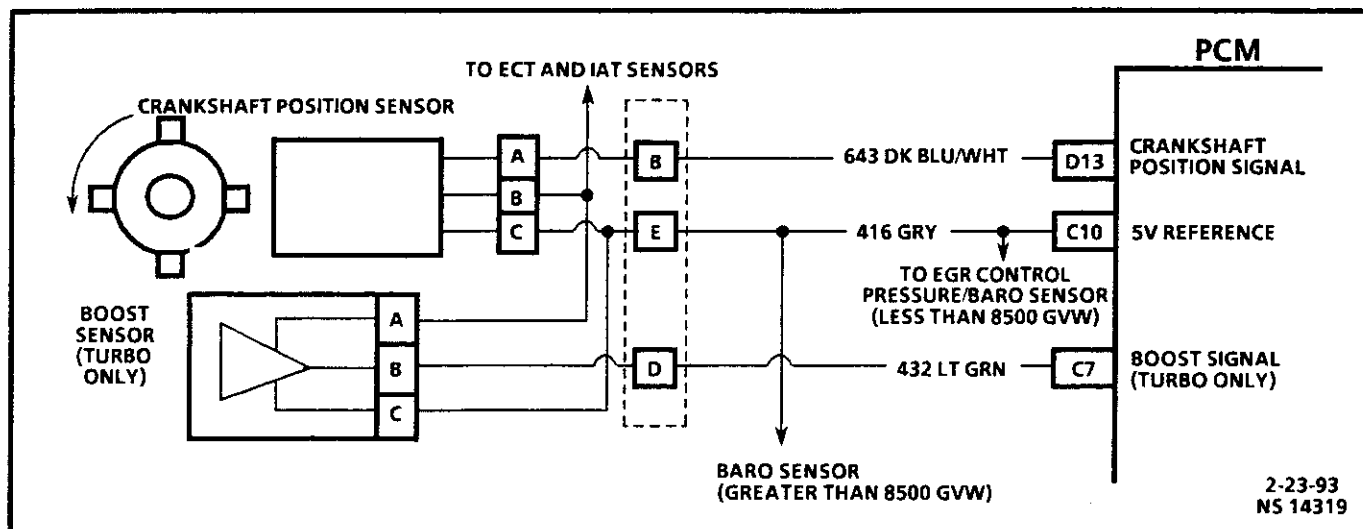 PCM
TO ECT AND IAT SENSORS
CRANKSHAFT POSITION SENSOR
A
B
643 DK BLU/WHT
D13
CRANKSHAFT
POSITION SIGNAL
B
C
E
416 GRY
C10
5V REFERENCE
TO EGR CONTROL
PRESSURE/BARO SENSOR
(LESS THAN 8500 GVW)
BOOST
SENSOR
(TURBO
ONLY)
A
B
C
D
432 LT GRN
C7
BOOST SIGNAL
(TURBO ONLY)
BARO SENSOR
(GREATER THAN 8500 GVW)
2-23-93
NS 14319